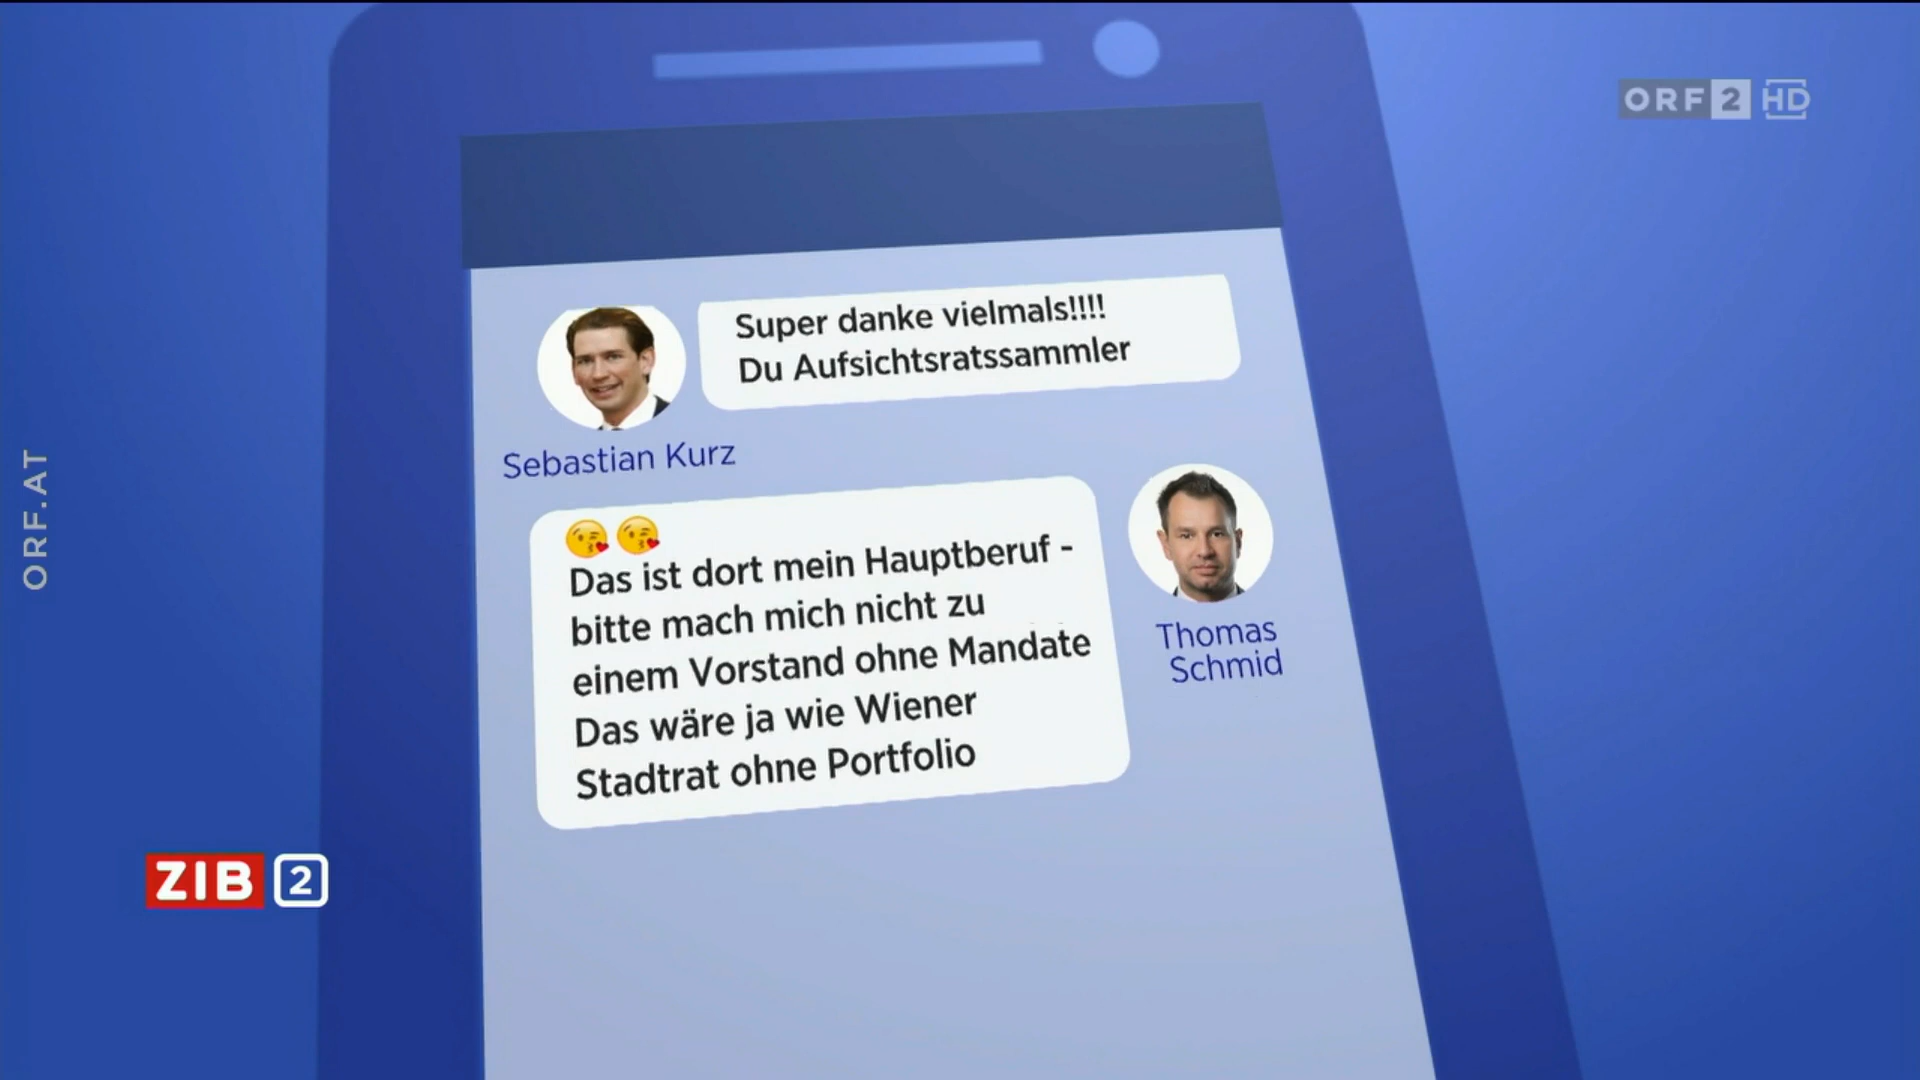 ORF 2 HD
Super danke vielmals!!!!
Du Aufsichtsratssammler
Sebastian Kurz
😘😘
Das ist dort mein Hauptberuf -
bitte mach mich nicht zu
einem Vorstand ohne Mandate
Das wäre ja wie Wiener
Stadtrat ohne Portfolio
Thomas
Schmid
ORF.AT
ZIB 2